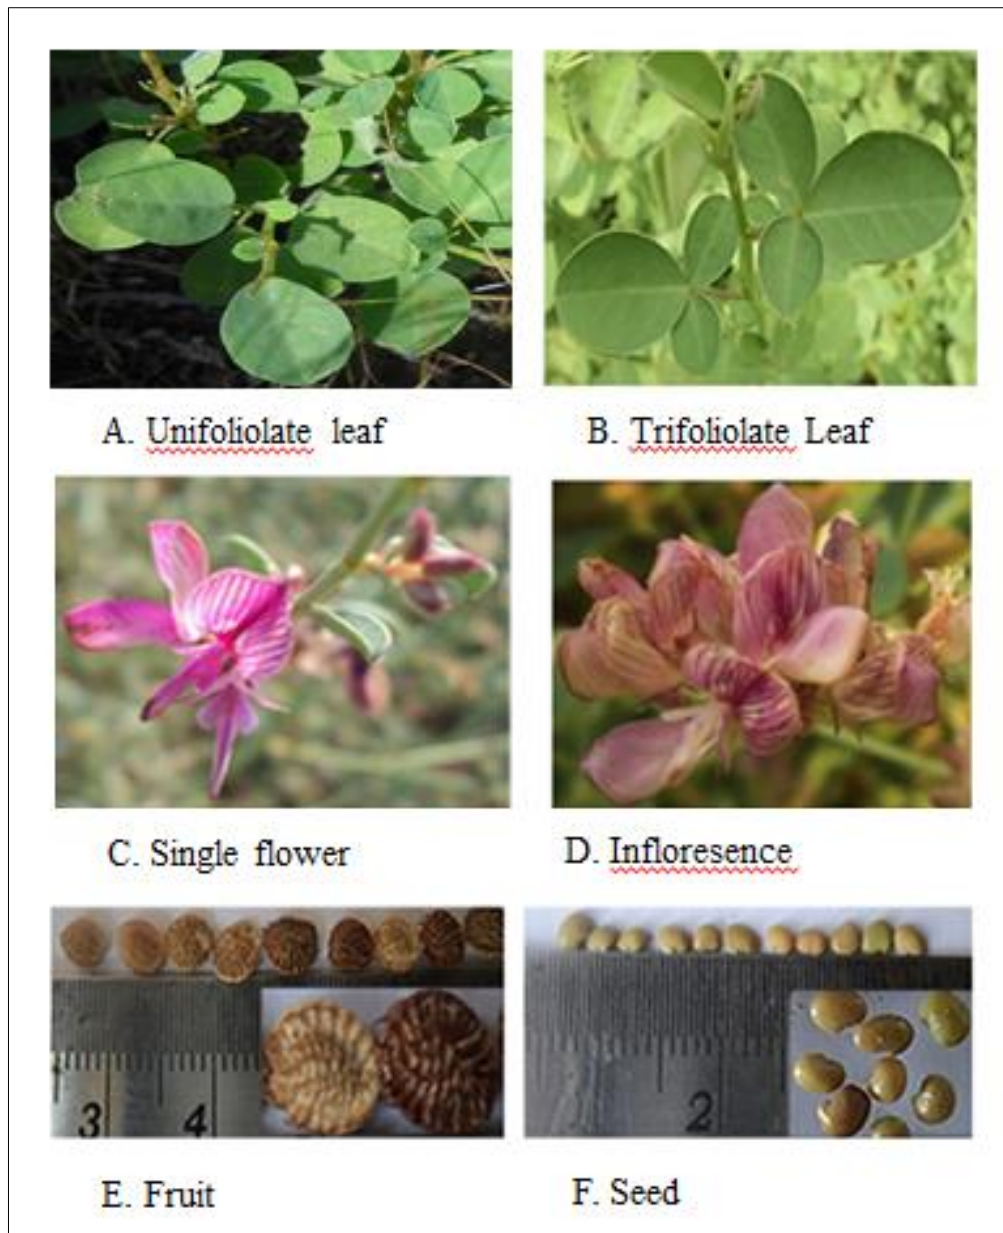 A. Unifoliolate leaf
B. Trifoliolate Leaf
C. Single flower
D. Infloresence
3 4
2
E. Fruit
F. Seed